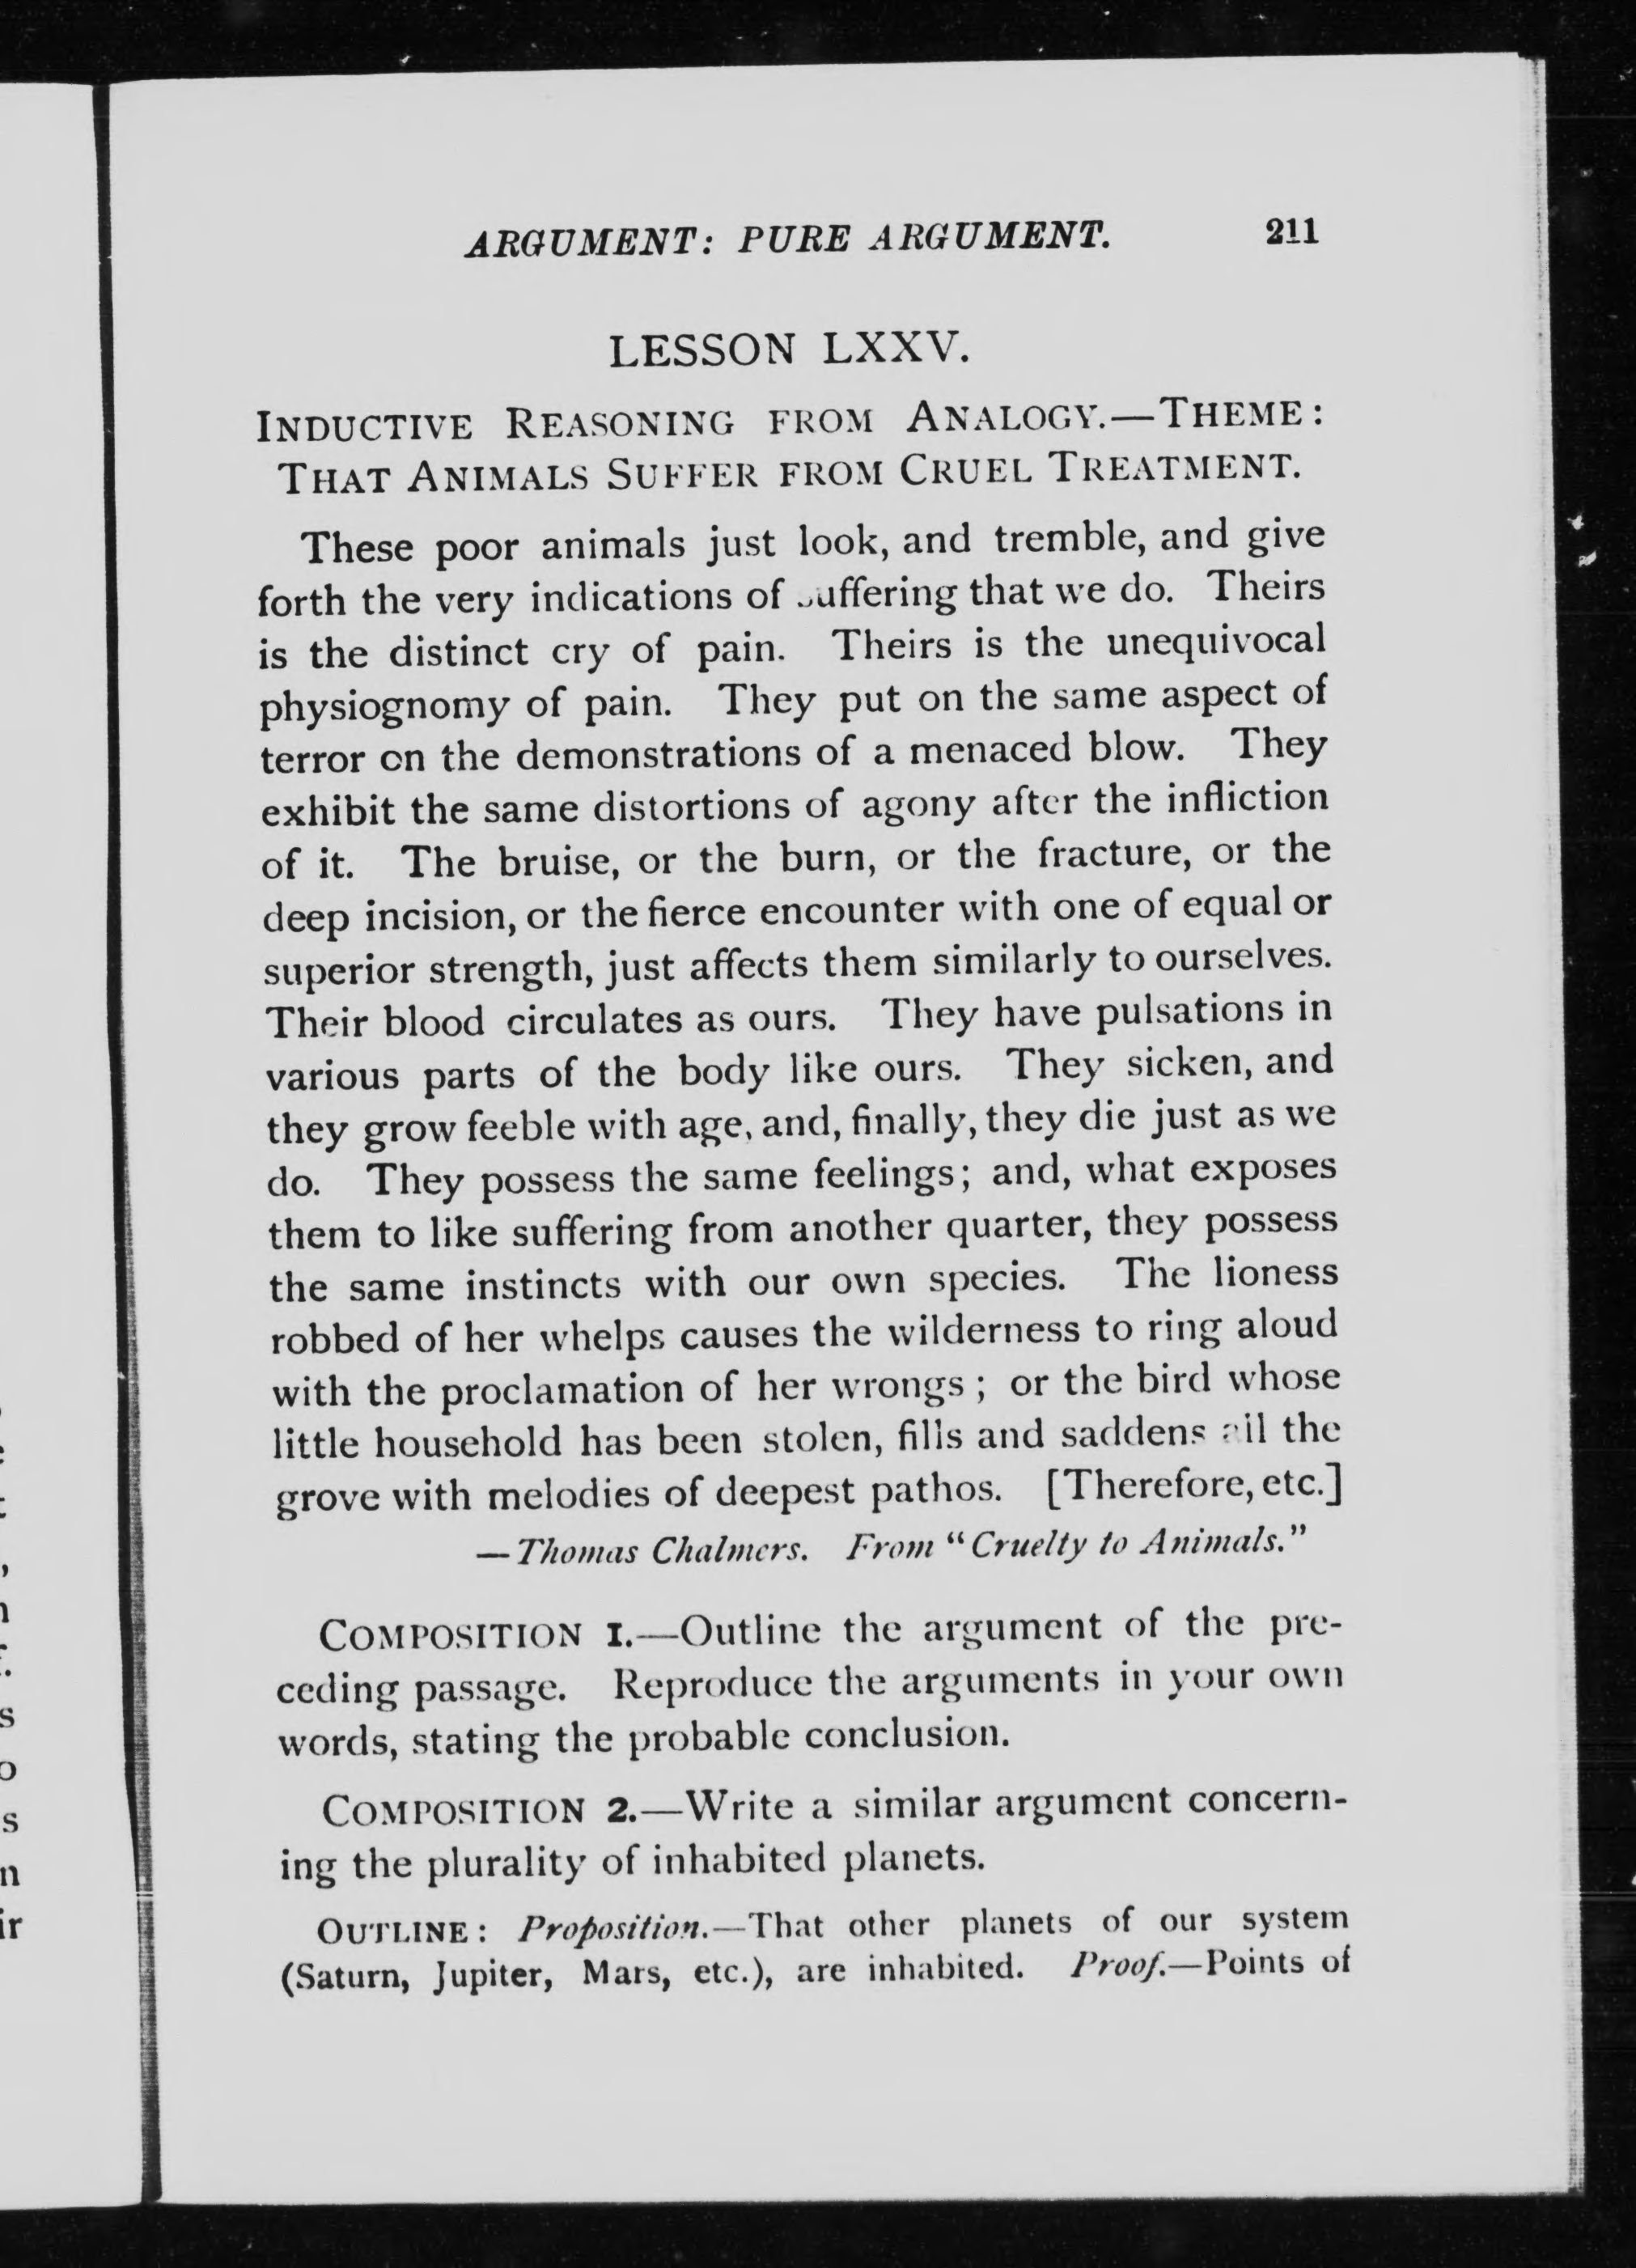 ARGUMENT: PURE ARGUMENT. 211
LESSON LXXV.
INDUCTIVE REASONING FROM ANALOGY.—THEME:
THAT ANIMALS SUFFER FROM CRUEL TREATMENT.
These poor animals just look, and tremble, and give
forth the very indications of suffering that we do. Theirs
is the distinct cry of pain. Theirs is the unequivocal
physiognomy of pain. They put on the same aspect of
terror on the demonstrations of a menaced blow. They
exhibit the same distortions of agony after the infliction
of it. The bruise, or the burn, or the fracture, or the
deep incision, or the fierce encounter with one of equal or
superior strength, just affects them similarly to ourselves.
Their blood circulates as ours. They have pulsations in
various parts of the body like ours. They sicken, and
they grow feeble with age, and, finally, they die just as we
do. They possess the same feelings; and, what exposes
them to like suffering from another quarter, they possess
the same instincts with our own species. The lioness
robbed of her whelps causes the wilderness to ring aloud
with the proclamation of her wrongs; or the bird whose
little household has been stolen, fills and saddens all the
grove with melodies of deepest pathos. [Therefore, etc.]
—Thomas Chalmers. From "Cruelty to Animals."
COMPOSITION 1.—Outline the argument of the pre-
ceding passage. Reproduce the arguments in your own
words, stating the probable conclusion.
COMPOSITION 2.—Write a similar argument concern-
ing the plurality of inhabited planets.
OUTLINE: Proposition.—That other planets of our system
(Saturn, Jupiter, Mars, etc.), are inhabited. Proof.—Points of